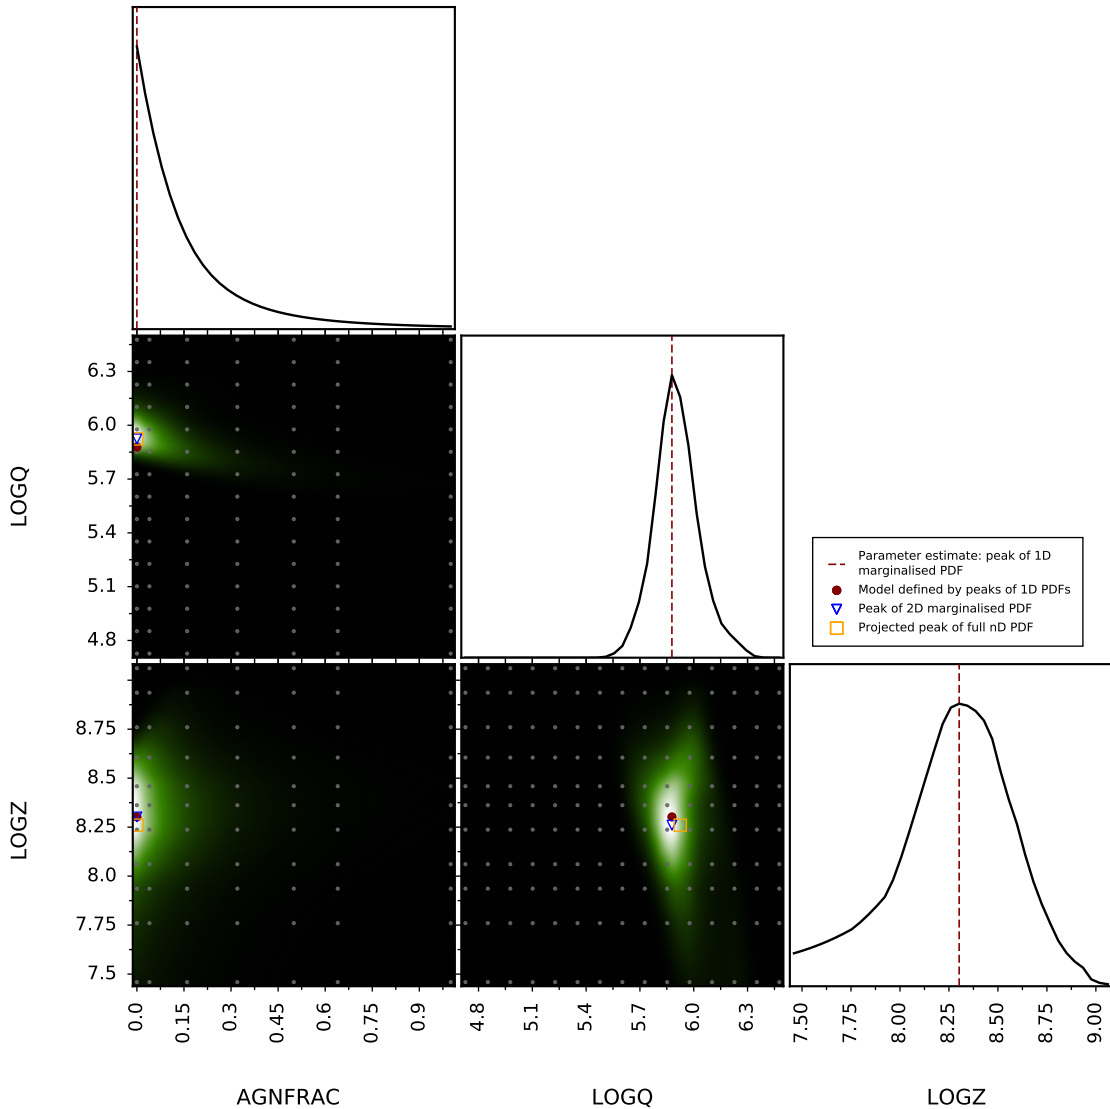 6.3
6.0
5.7
5.4
5.1
4.8
LOGQ
Parameter estimate: peak of 1D
marginalised PDF
Model defined by peaks of 1D PDFs
Peak of 2D marginalised PDF
Projected peak of full nD PDF
8.75
8.5
8.25
8.0
7.75
7.5
LOGZ
0.0 0.15 0.3 0.45 0.6 0.75 0.9
4.8 5.1 5.4 5.7 6.0 6.3
7.50 7.75 8.00 8.25 8.50 8.75 9.00
AGNFRAC LOGQ LOGZ